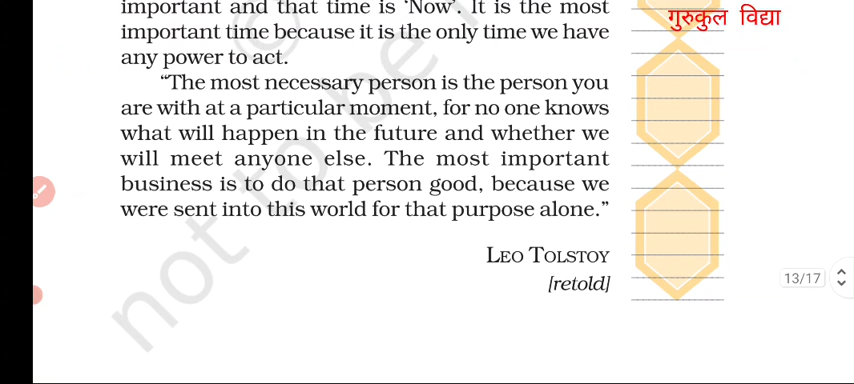 important and that time is ‘Now’. It is the most
important time because it is the only time we have
any power to act.
“The most necessary person is the person you
are with at a particular moment, for no one knows
what will happen in the future and whether we
will meet anyone else. The most important
business is to do that person good, because we
were sent into this world for that purpose alone.”
LEO TOLSTOY
[retold]
गुरुकुल विद्या
13/17
not to be